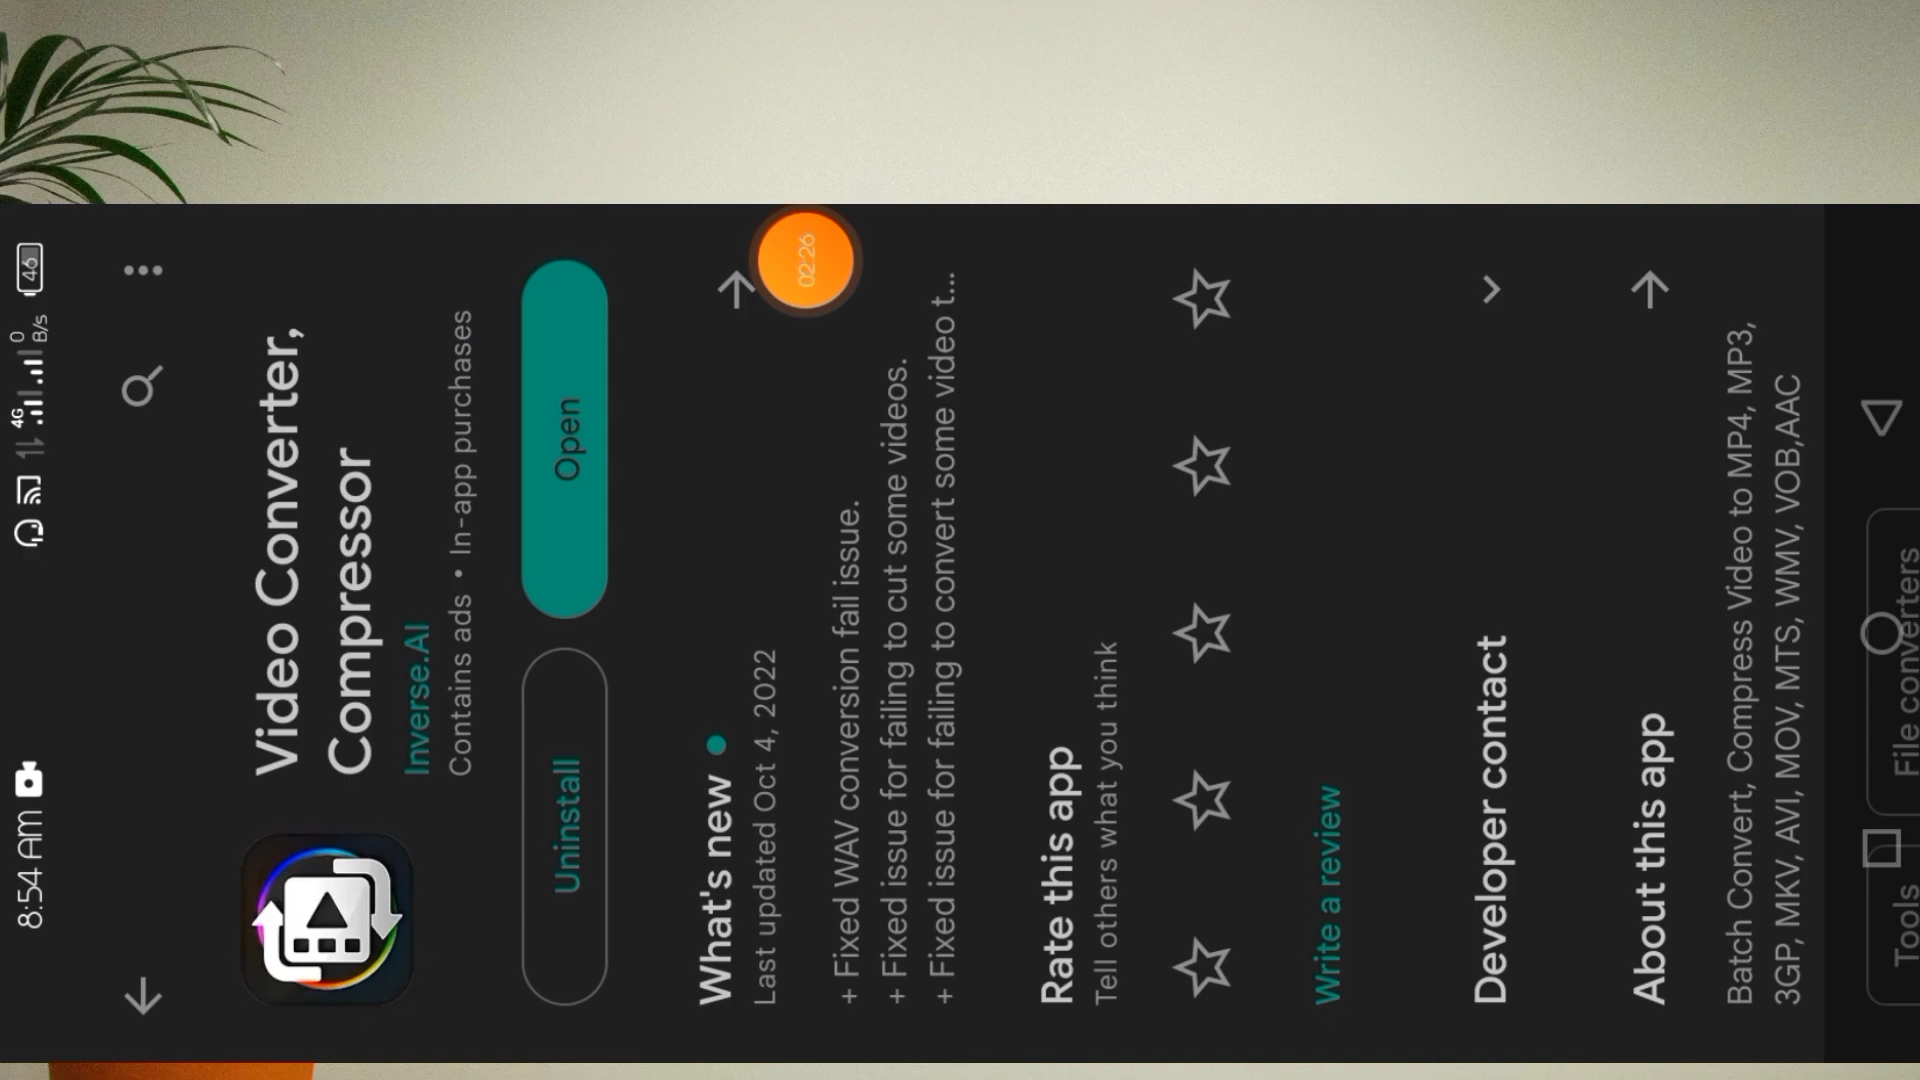 8:54 AM
4G
0
B/s
46
Video Converter,
Compressor
Inverse.AI
Contains ads • In-app purchases
Uninstall
Open
What's new •
Last updated Oct 4, 2022
02:26
+ Fixed WAV conversion fail issue.
+ Fixed issue for failing to cut some videos.
+ Fixed issue for failing to convert some video t...
Rate this app
Tell others what you think
Write a review
Developer contact
About this app
Batch Convert, Compress Video to MP4, MP3,
3GP, MKV, AVI, MOV, MTS, WMV, VOB,AAC
Tools
File converters